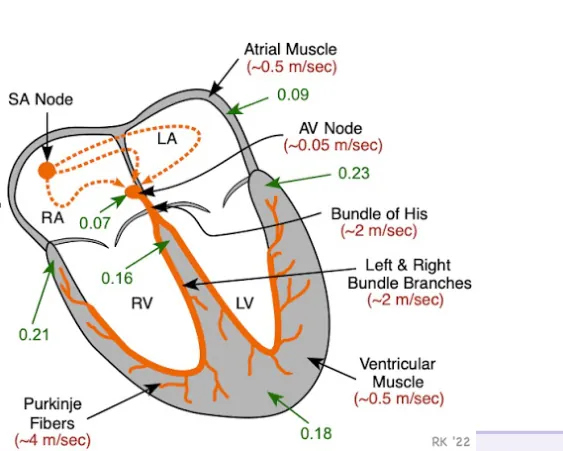 Atrial Muscle
(~0.5 m/sec)
0.09
SA Node
LA
AV Node
(~0.05 m/sec)
0.23
RA
0.07
Bundle of His
(~2 m/sec)
0.16
Left & Right
Bundle Branches
(~2 m/sec)
RV
LV
0.21
Ventricular
Muscle
(~0.5 m/sec)
Purkinje
Fibers
(~4 m/sec)
0.18
RK '22